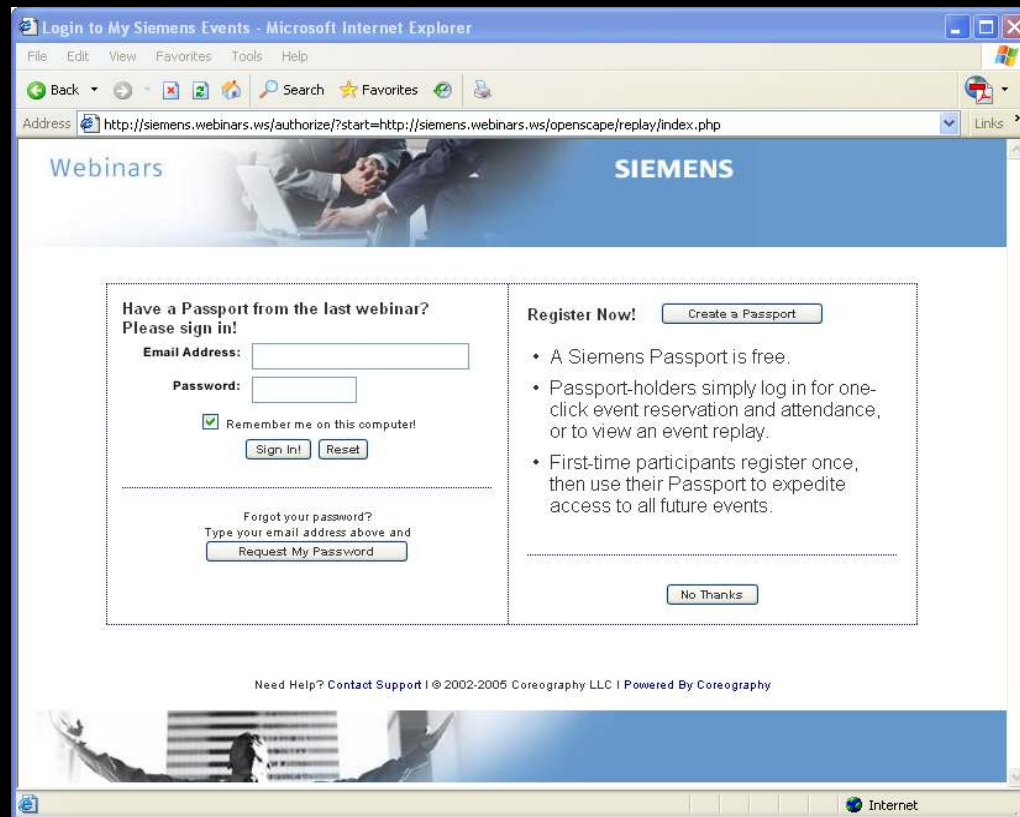 Login to My Siemens Events - Microsoft Internet Explorer
File Edit View Favorites Tools Help
Back Search Favorites
Address http://siemens.webinars.ws/authorize/?start=http://siemens.webinars.ws/openscape/replay/index.php Links
Webinars SIEMENS
Have a Passport from the last webinar?
Please sign in!
Email Address:
Password:
Remember me on this computer!
Sign In! Reset
Forgot your password?
Type your email address above and
Request My Password
Register Now! Create a Passport
• A Siemens Passport is free.
• Passport-holders simply log in for one-
click event reservation and attendance,
or to view an event replay.
• First-time participants register once,
then use their Passport to expedite
access to all future events.
No Thanks
Need Help? Contact Support | © 2002-2005 Coreography LLC | Powered By Coreography
Internet